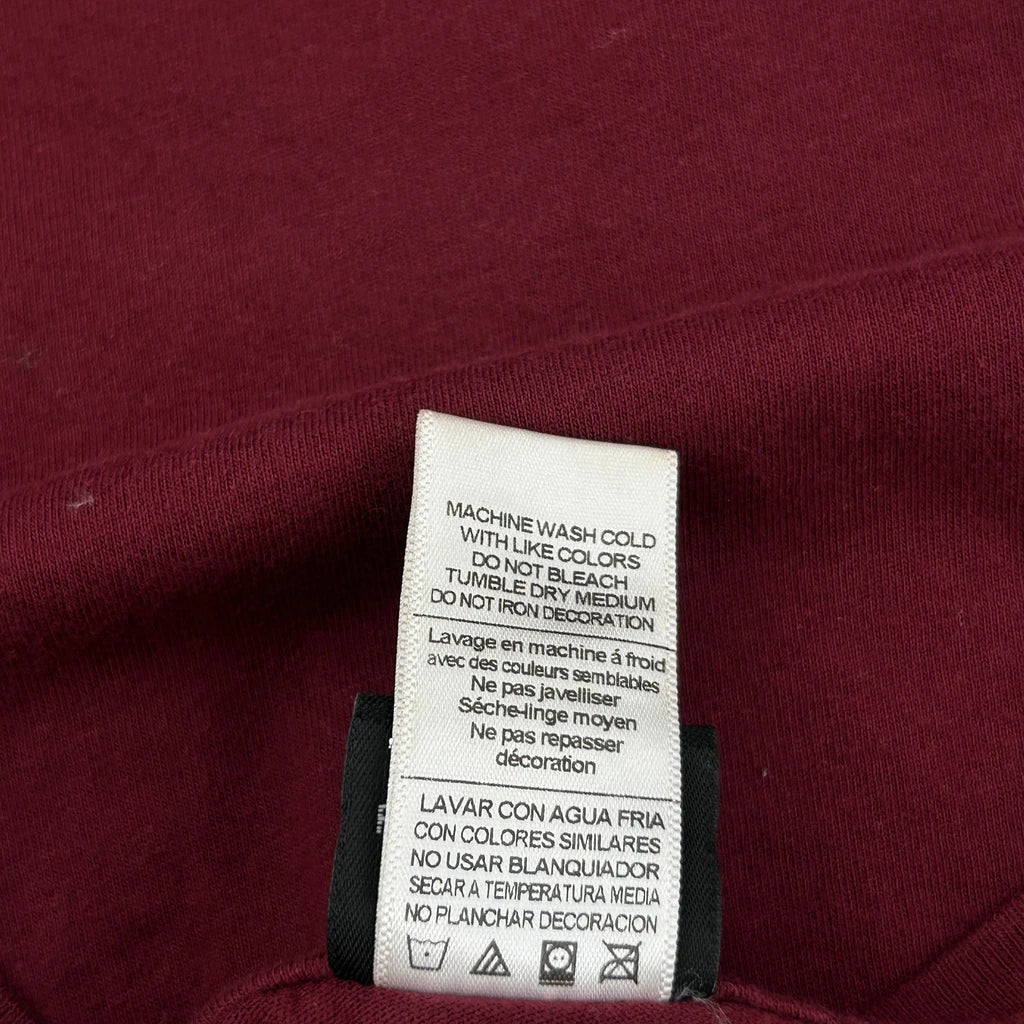 MACHINE WASH COLD
WITH LIKE COLORS
DO NOT BLEACH
TUMBLE DRY MEDIUM
DO NOT IRON DECORATION
Lavage en machine á froid
avec des couleurs semblables
Ne pas javelliser
Séche-linge moyen
Ne pas repasser
décoration
LAVAR CON AGUA FRIA
CON COLORES SIMILARES
NO USAR BLANQUIADOR
SECAR A TEMPERATURA MEDIA
NO PLANCHAR DECORACION